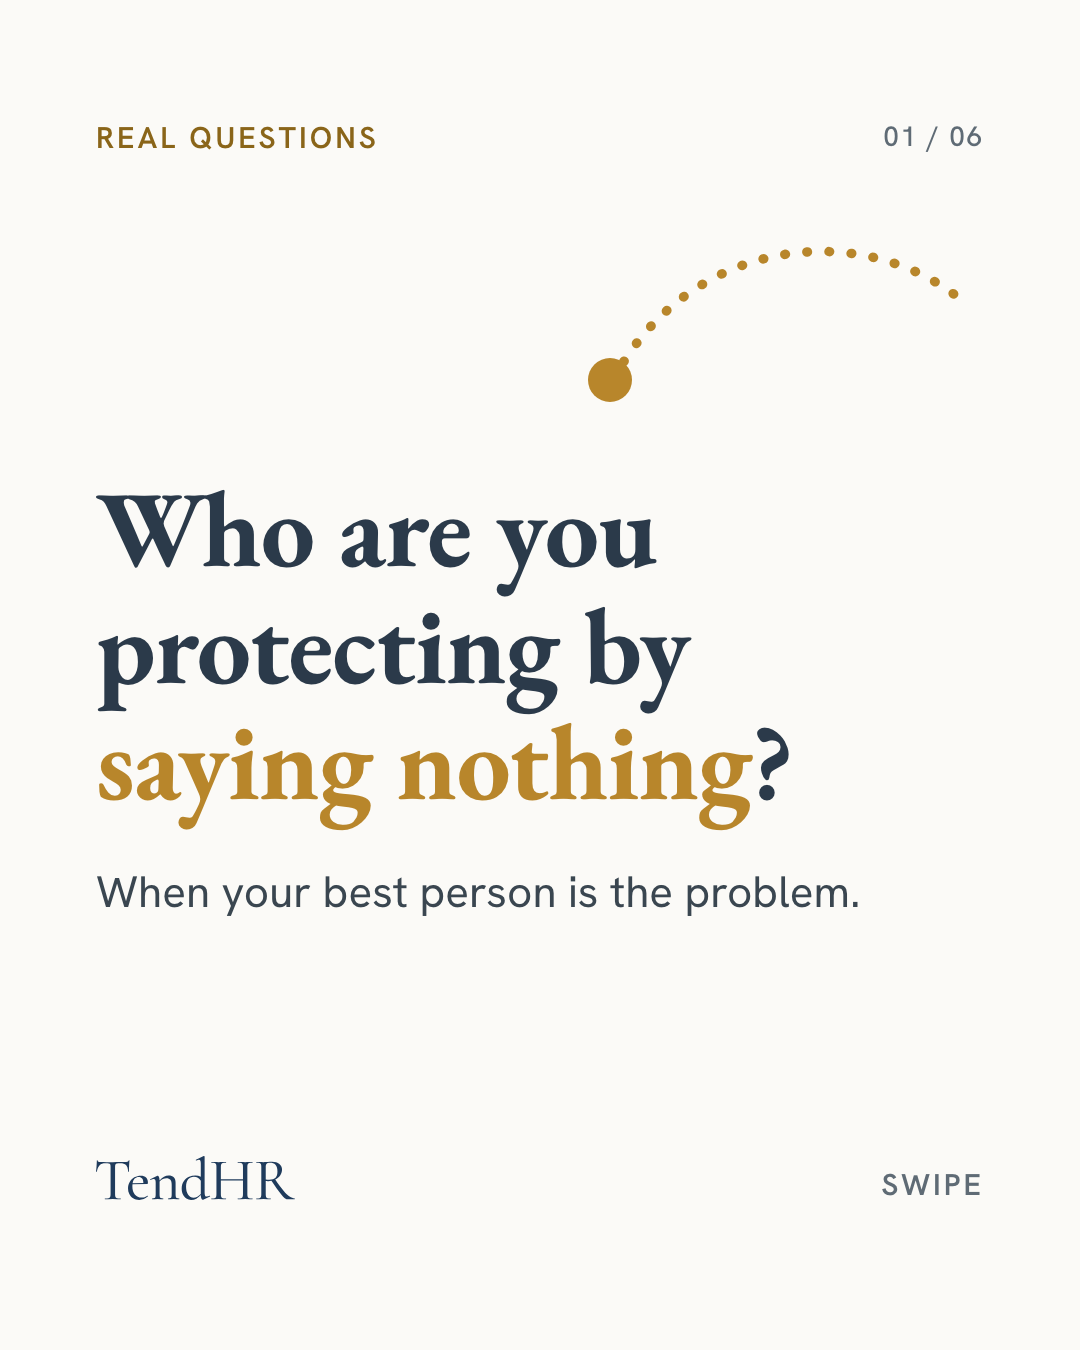 REAL QUESTIONS
01 / 06
Who are you
protecting by
saying nothing?
When your best person is the problem.
TendHR
SWIPE